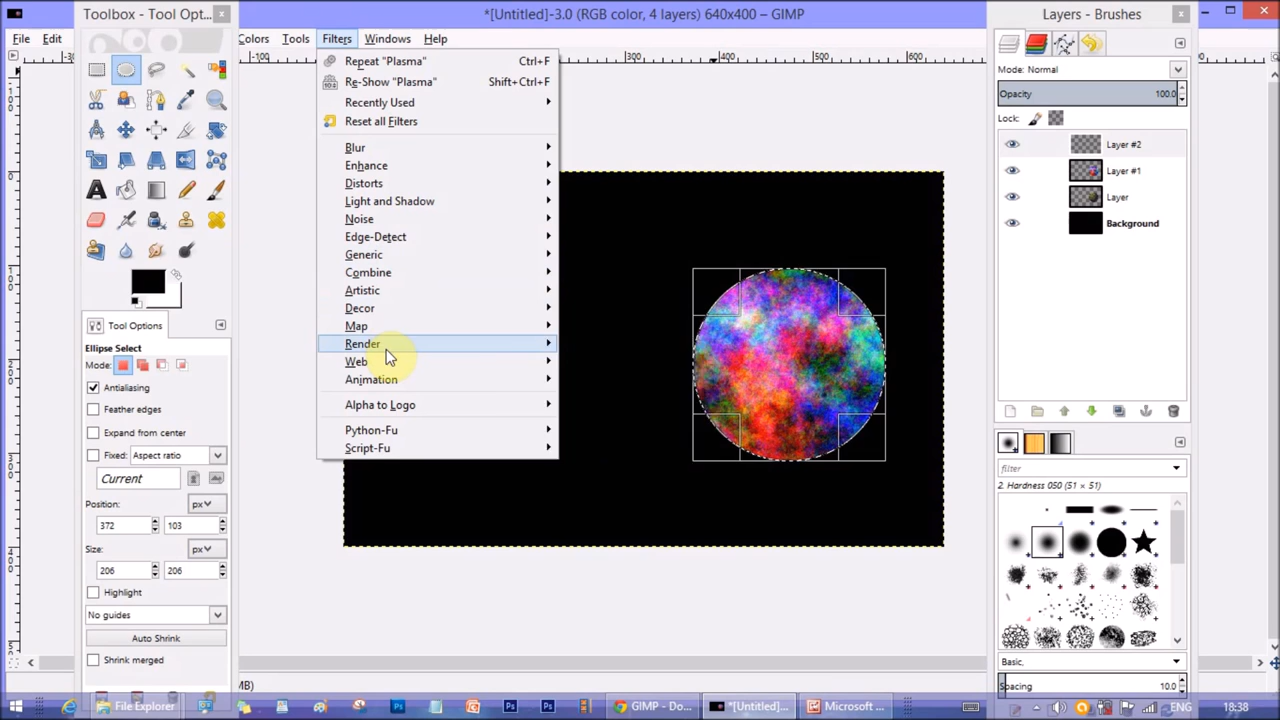 Toolbox - Tool Opt...
*[Untitled]-3.0 (RGB color, 4 layers) 640x400 – GIMP
Layers - Brushes
File Edit
Colors Tools Filters Windows Help
-100
300
400
500
600
Repeat "Plasma" Ctrl+F
Re-Show "Plasma" Shift+Ctrl+F
Recently Used
Reset all Filters
Blur
Enhance
Distorts
Light and Shadow
Noise
Edge-Detect
Generic
Combine
Artistic
Decor
Map
Render
Web
Animation
Alpha to Logo
Python-Fu
Script-Fu
Tool Options
Ellipse Select
Mode:
Antialiasing
Feather edges
Expand from center
Fixed: Aspect ratio
Current
Position:
px
372 103
Size:
px
206 206
Highlight
No guides
Auto Shrink
Shrink merged
Mode: Normal
Opacity 100.0
Lock:
Layer #2
Layer #1
Layer
Background
filter
2. Hardness 050 (51 × 51)
Basic,
Spacing 10.0
MB)
File Explorer
GIMP - Do...
*[Untitled]-...
Microsoft ...
ENG
18:38